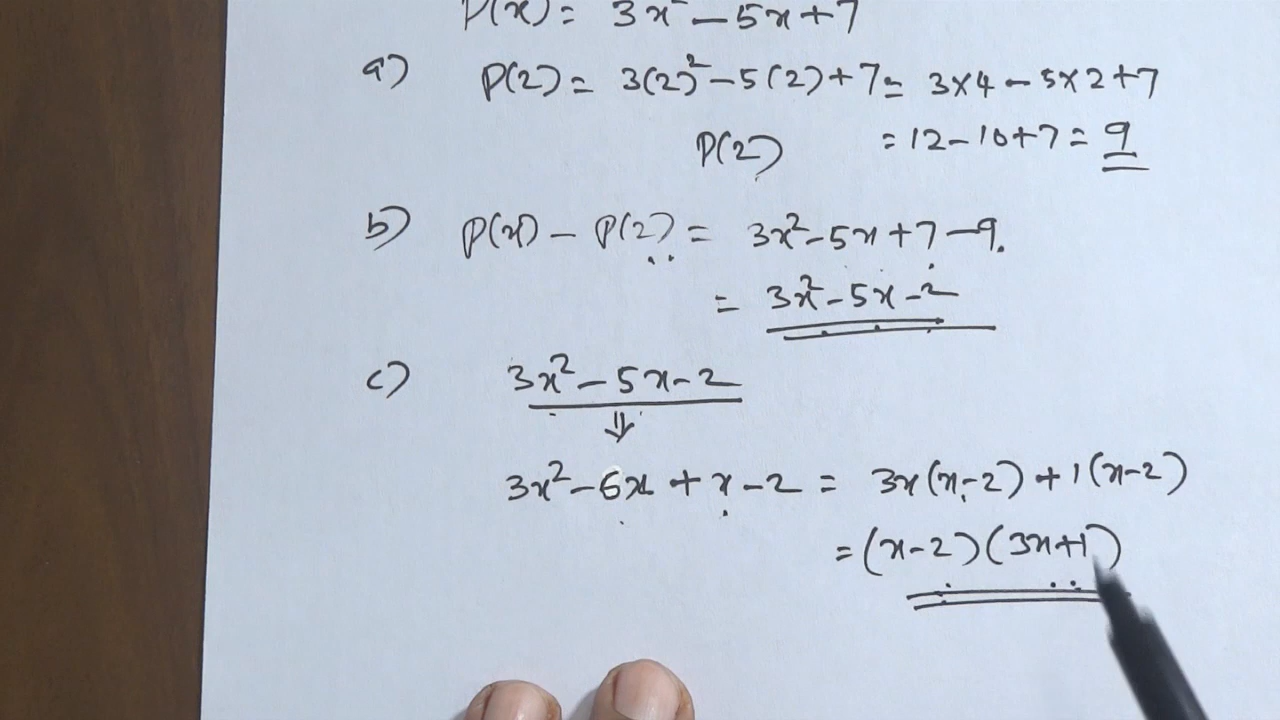 P(x) = 3x² - 5x + 7
a) P(2) = 3(2)² - 5(2) + 7 = 3×4 - 5×2 + 7
P(2) = 12 - 10 + 7 = 9
b) P(x) - P(2) = 3x² - 5x + 7 - 9.
= 3x² - 5x - 2
c) 3x² - 5x - 2
⇓
3x² - 6x + x - 2 = 3x(x-2) + 1(x-2)
= (x-2)(3x+1)